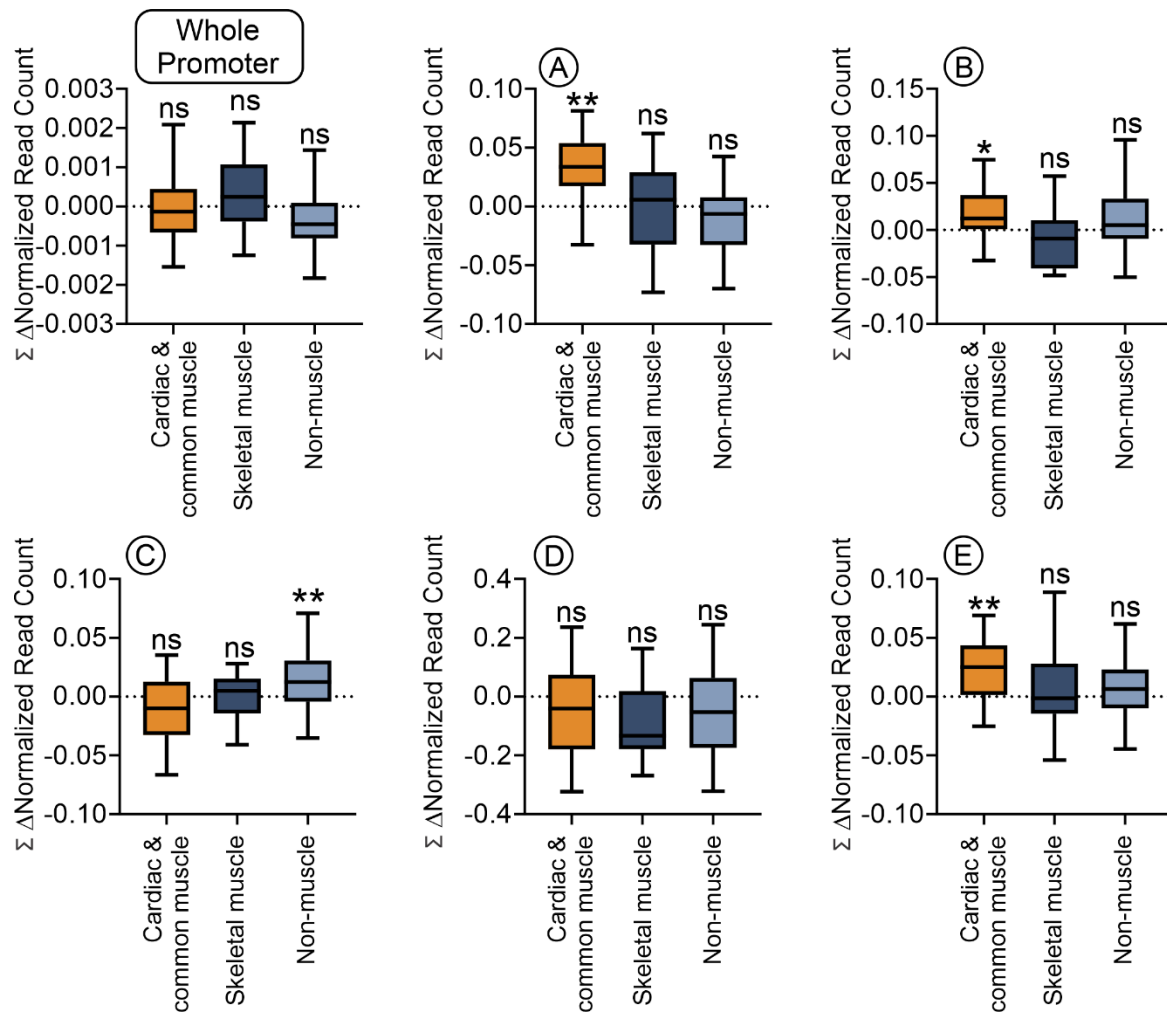 Whole
Promoter
Σ ΔNormalized Read Count
0.003
0.002
0.001
0.000
-0.001
-0.002
-0.003
ns
ns
ns
Cardiac &
common muscle
Skeletal muscle
Non-muscle
A
Σ ΔNormalized Read Count
0.10
0.05
0.00
-0.05
-0.10
**
ns
ns
Cardiac &
common muscle
Skeletal muscle
Non-muscle
B
Σ ΔNormalized Read Count
0.15
0.10
0.05
0.00
-0.05
-0.10
*
ns
ns
Cardiac &
common muscle
Skeletal muscle
Non-muscle
C
Σ ΔNormalized Read Count
0.10
0.05
0.00
-0.05
-0.10
ns
ns
**
Cardiac &
common muscle
Skeletal muscle
Non-muscle
D
Σ ΔNormalized Read Count
0.4
0.2
0.0
-0.2
-0.4
ns
ns
ns
Cardiac &
common muscle
Skeletal muscle
Non-muscle
E
Σ ΔNormalized Read Count
0.10
0.05
0.00
-0.05
-0.10
**
ns
ns
Cardiac &
common muscle
Skeletal muscle
Non-muscle